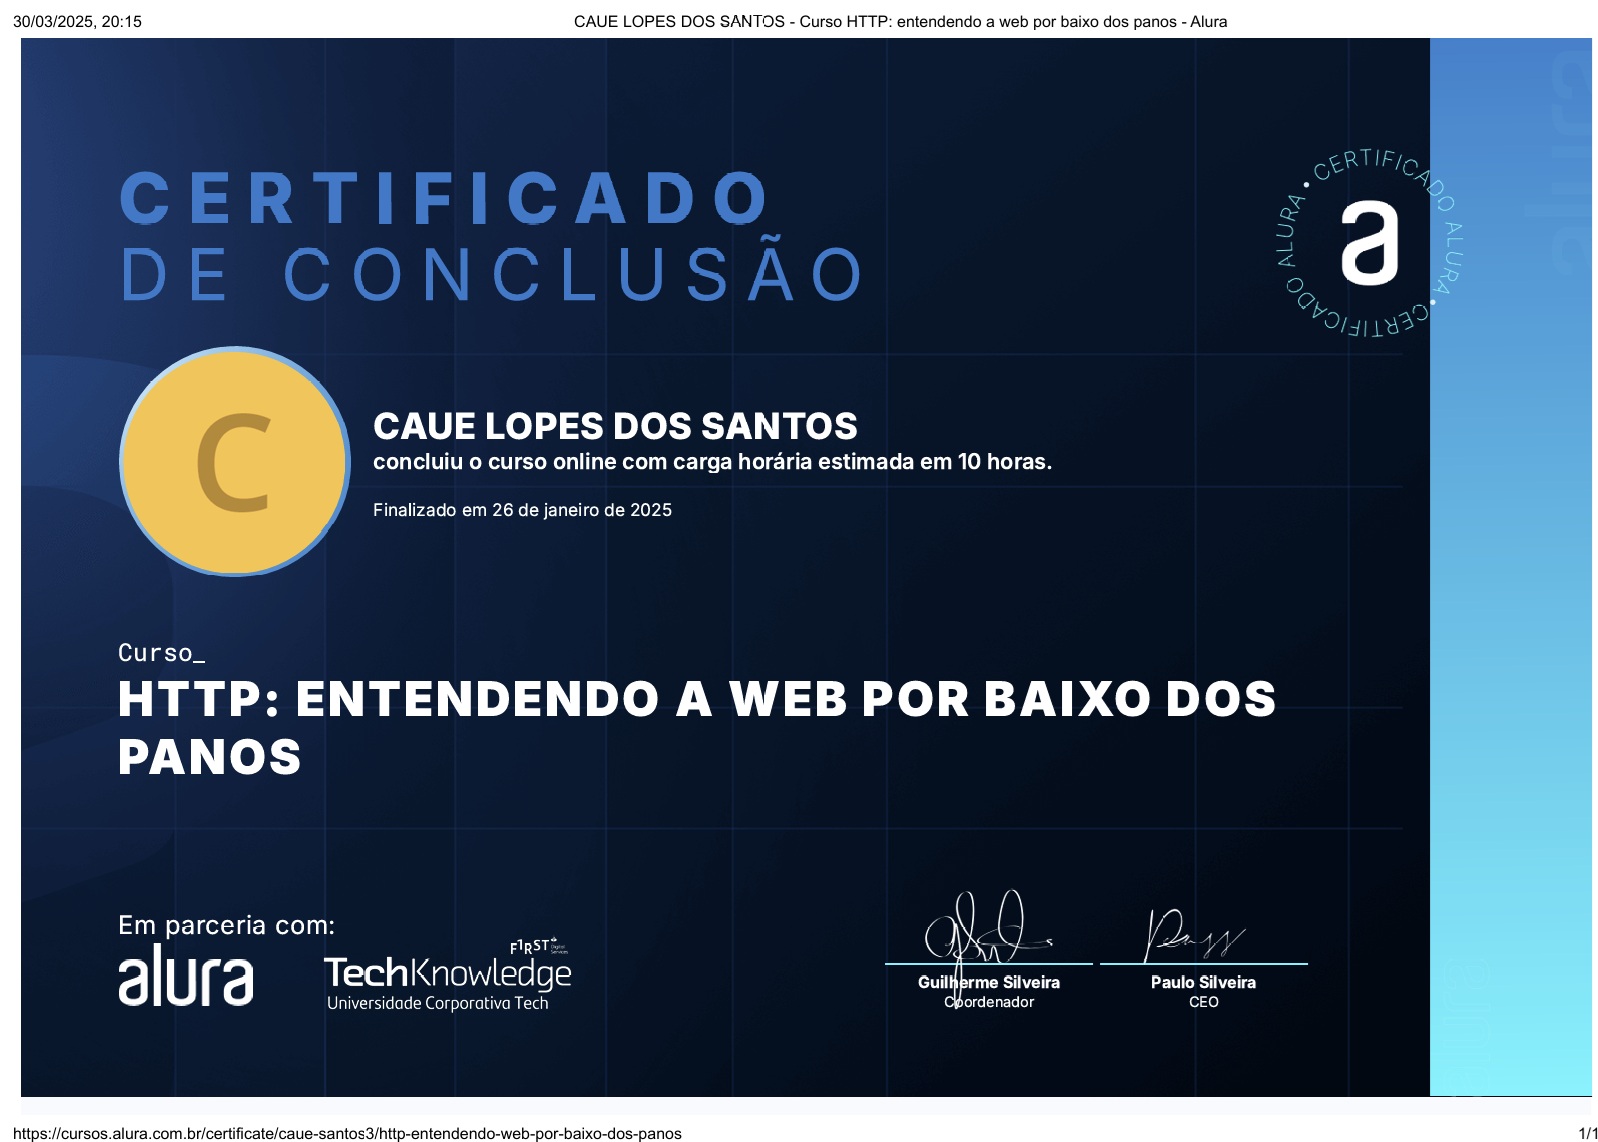 30/03/2025, 20:15
CAUE LOPES DOS SANTOS - Curso HTTP: entendendo a web por baixo dos panos - Alura
CERTIFICADO
DE CONCLUSÃO
CERTIFICADO ALURA • CERTIFICADO ALURA •
a
C
CAUE LOPES DOS SANTOS
concluiu o curso online com carga horária estimada em 10 horas.
Finalizado em 26 de janeiro de 2025
Curso_
HTTP: ENTENDENDO A WEB POR BAIXO DOS
PANOS
Em parceria com:
alura
F1RST
Digital
Services
TechKnowledge
Universidade Corporativa Tech
Guilherme Silveira
Coordenador
Paulo Silveira
CEO
https://cursos.alura.com.br/certificate/caue-santos3/http-entendendo-web-por-baixo-dos-panos
1/1